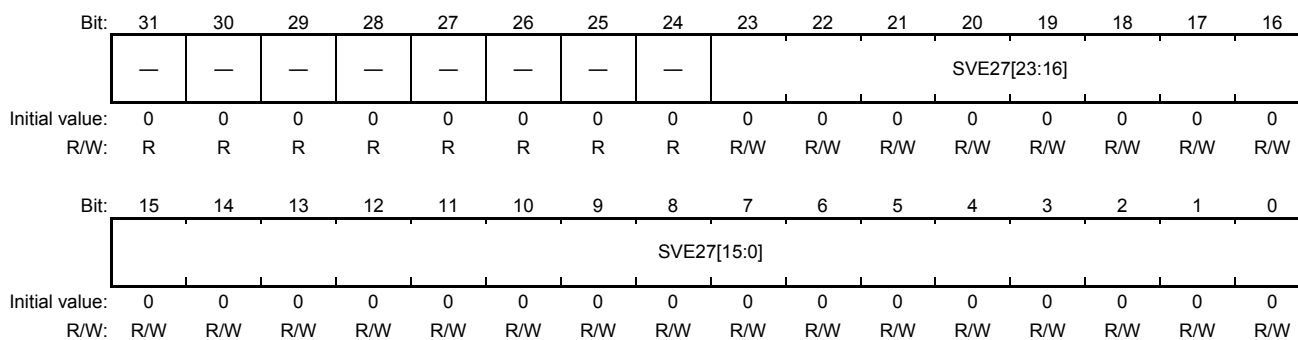 Bit: 31 30 29 28 27 26 25 24 23 22 21 20 19 18 17 16
— — — — — — — — SVE27[23:16]
Initial value: 0 0 0 0 0 0 0 0 0 0 0 0 0 0 0 0
R/W: R R R R R R R R R/W R/W R/W R/W R/W R/W R/W R/W
Bit: 15 14 13 12 11 10 9 8 7 6 5 4 3 2 1 0
SVE27[15:0]
Initial value: 0 0 0 0 0 0 0 0 0 0 0 0 0 0 0 0
R/W: R/W R/W R/W R/W R/W R/W R/W R/W R/W R/W R/W R/W R/W R/W R/W R/W